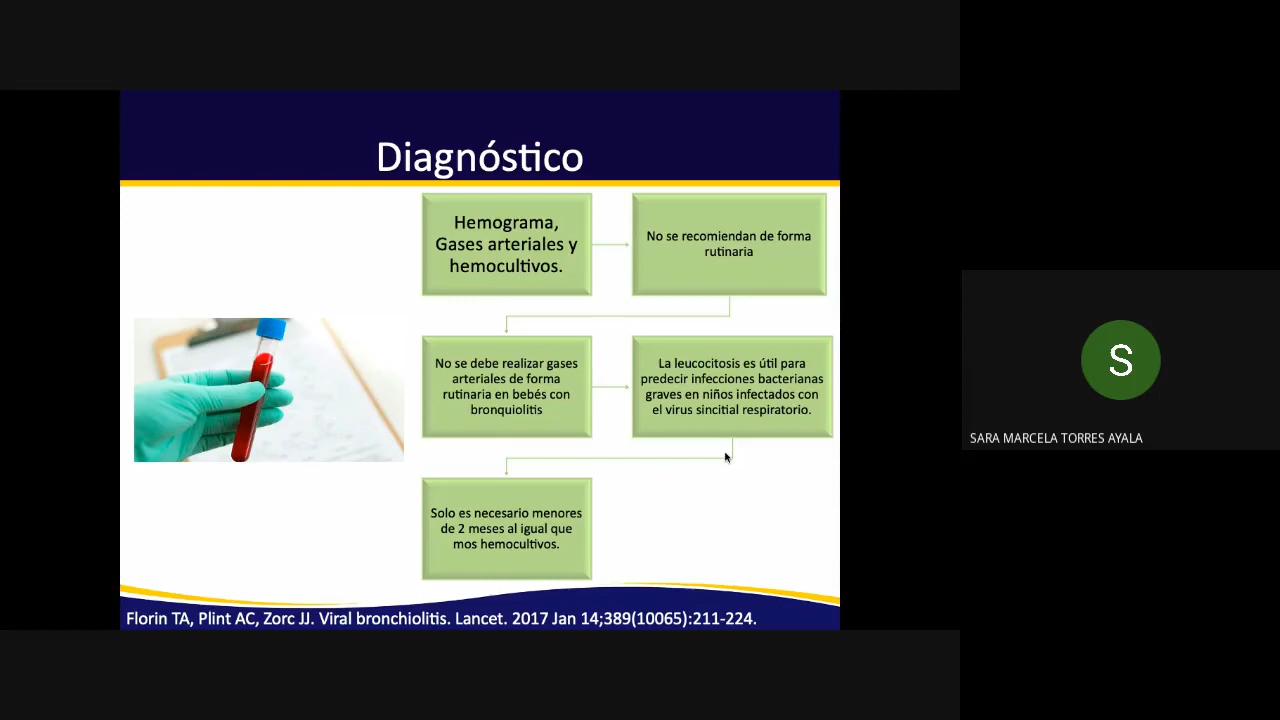 Diagnóstico
Hemograma,
Gases arteriales y
hemocultivos.
No se recomiendan de forma
rutinaria
No se debe realizar gases
arteriales de forma
rutinaria en bebés con
bronquiolitis
La leucocitosis es útil para
predecir infecciones bacterianas
graves en niños infectados con
el virus sincitial respiratorio.
Solo es necesario menores
de 2 meses al igual que
mos hemocultivos.
Florin TA, Plint AC, Zorc JJ. Viral bronchiolitis. Lancet. 2017 Jan 14;389(10065):211-224.
S
SARA MARCELA TORRES AYALA